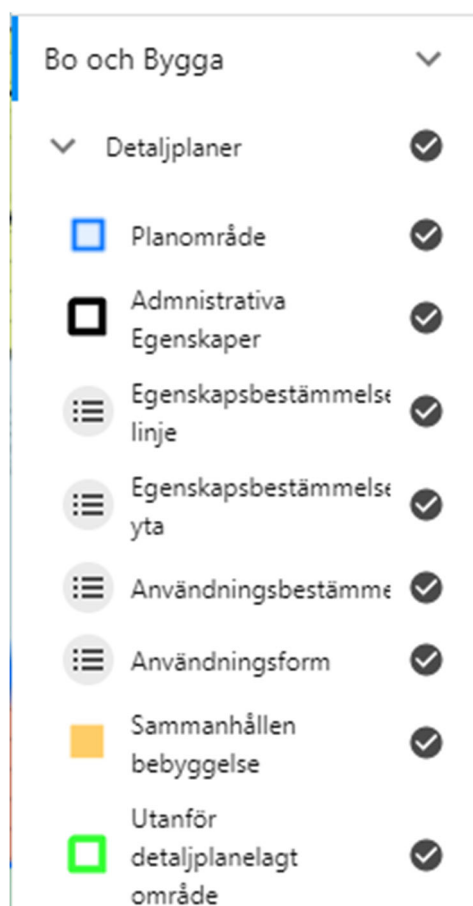 Bo och Bygga
Detaljplaner
Planområde
Admnistrativa
Egenskaper
Egenskapsbestämmelse
linje
Egenskapsbestämmelse
yta
Användningsbestämme
Användningsform
Sammanhållen
bebyggelse
Utanför
detaljplanelagt
område